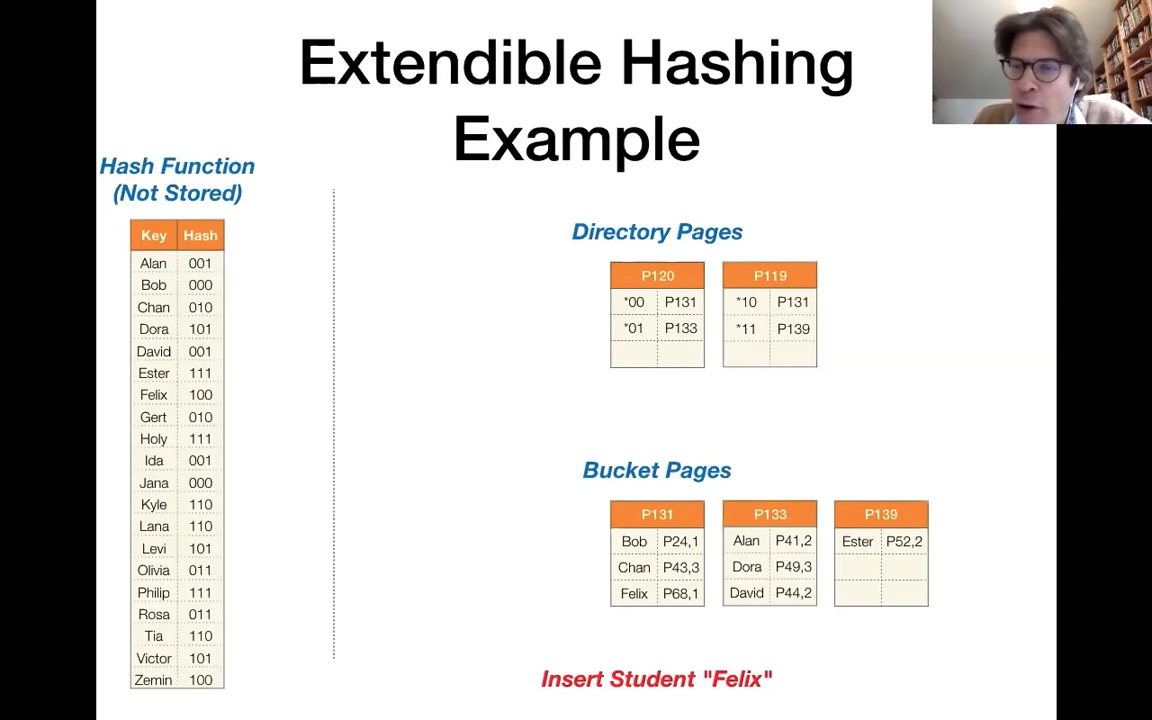 Extendible Hashing
Example
Hash Function
(Not Stored)
Key Hash
Alan 001
Bob 000
Chan 010
Dora 101
David 001
Ester 111
Felix 100
Gert 010
Holy 111
Ida 001
Jana 000
Kyle 110
Lana 110
Levi 101
Olivia 011
Philip 111
Rosa 011
Tia 110
Victor 101
Zemin 100
Directory Pages
P120
*00 P131
*01 P133
P119
*10 P131
*11 P139
Bucket Pages
P131
Bob P24,1
Chan P43,3
Felix P68,1
P133
Alan P41,2
Dora P49,3
David P44,2
P139
Ester P52,2
Insert Student "Felix"